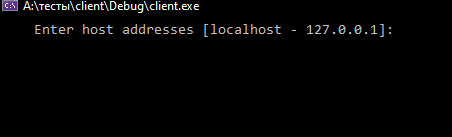 A:\тесты\client\Debug\client.exe
Enter host addresses [localhost - 127.0.0.1]: